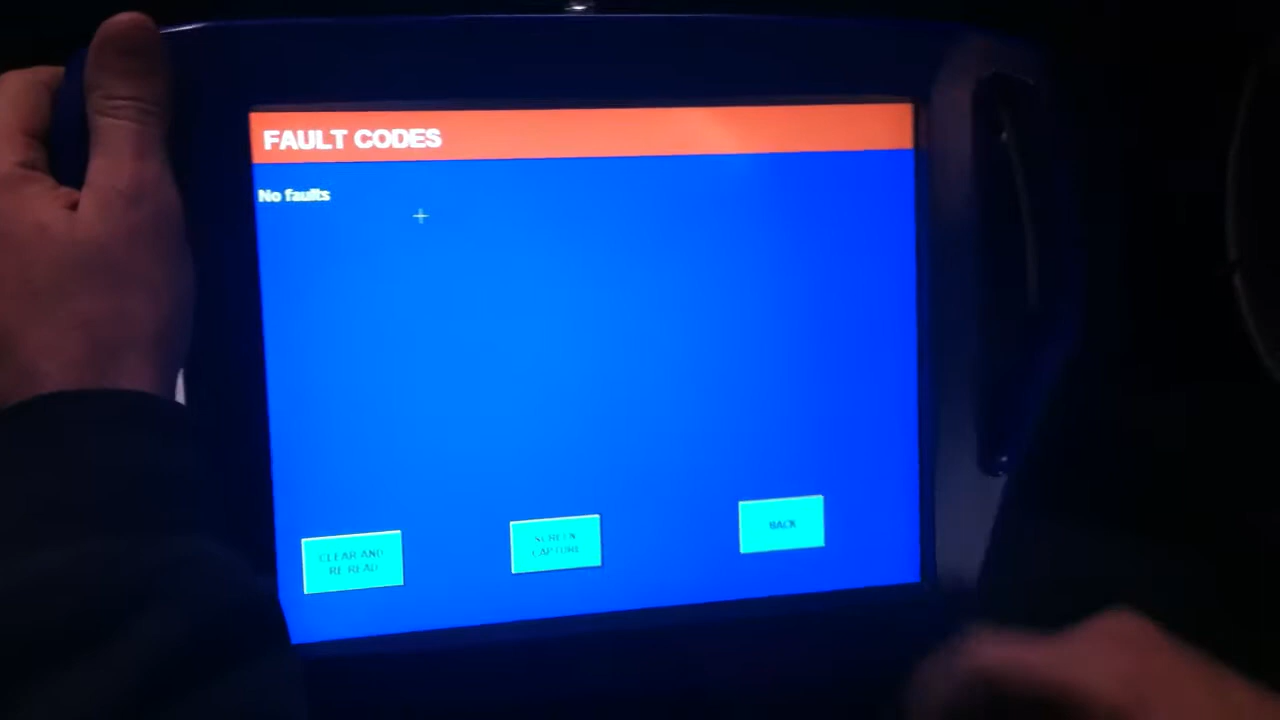 FAULT CODES
No faults
CLEAR AND
RE READ
SCREEN
CAPTURE
BACK